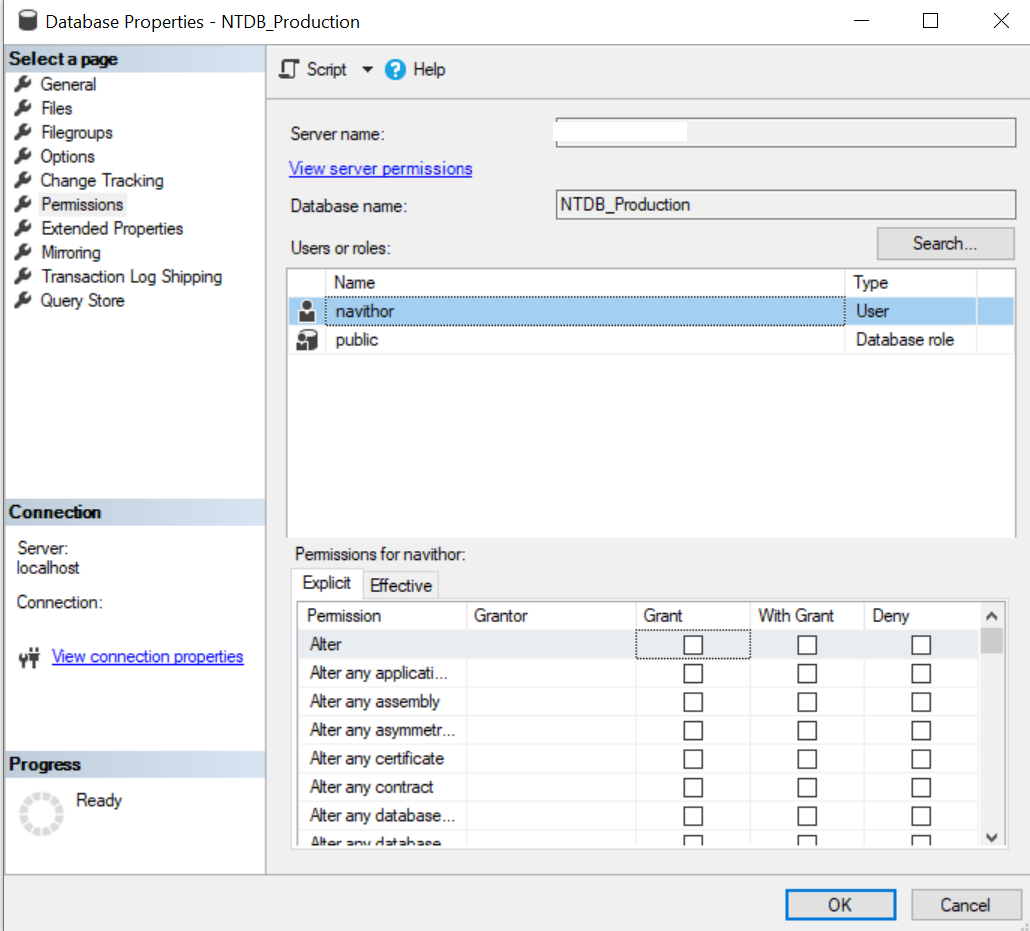 Database Properties - NTDB_Production
Select a page
General
Files
Filegroups
Options
Change Tracking
Permissions
Extended Properties
Mirroring
Transaction Log Shipping
Query Store
Connection
Server:
localhost
Connection:
View connection properties
Progress
Ready
Script Help
Server name:
View server permissions
Database name: NTDB_Production
Users or roles: Search...
Name Type
navithor User
public Database role
Permissions for navithor:
Explicit Effective
Permission Grantor Grant With Grant Deny
Alter
Alter any applicati...
Alter any assembly
Alter any asymmetr...
Alter any certificate
Alter any contract
Alter any database...
Alter any database
OK Cancel